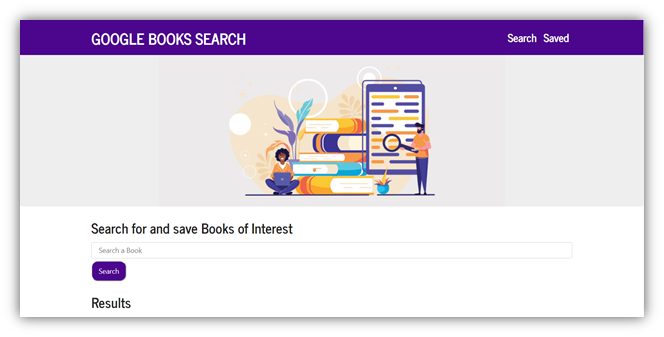 GOOGLE BOOKS SEARCH
Search Saved
Search for and save Books of Interest
Search a Book
Search
Results